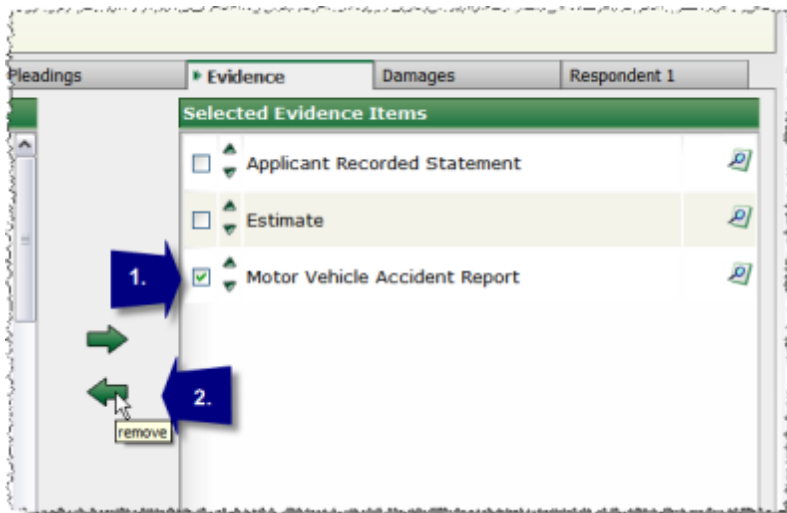 Pleadings
Evidence
Damages
Respondent 1
Selected Evidence Items
Applicant Recorded Statement
Estimate
1.
Motor Vehicle Accident Report
2.
remove